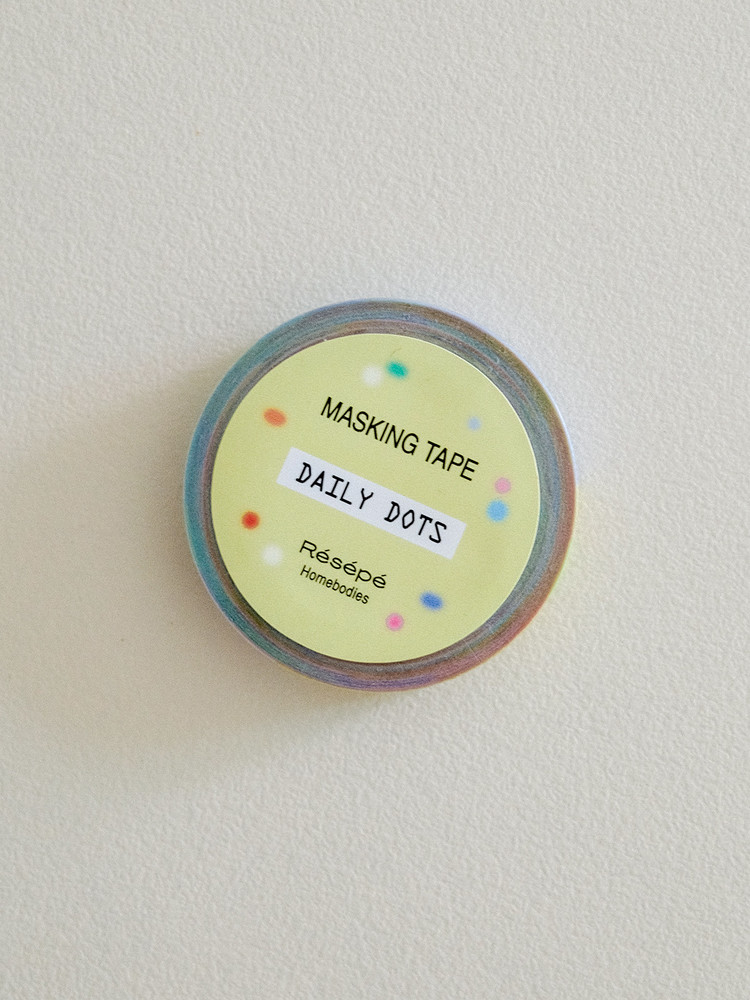 MASKING TAPE
DAILY DOTS
Résépé
Homebodies